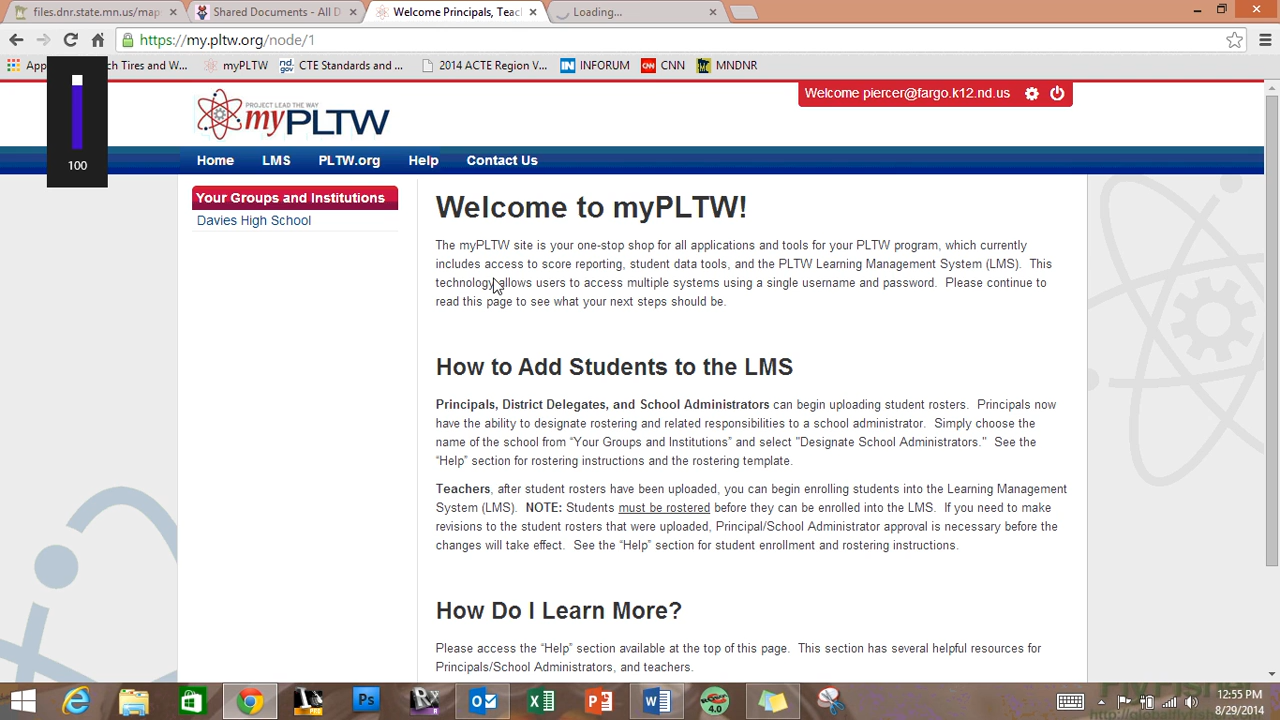 files.dnr.state.mn.us/map
Shared Documents - All D
Welcome Principals, Teac
Loading...
https://my.pltw.org/node/1
App
ch Tires and W...
myPLTW
nd.gov
CTE Standards and ...
2014 ACTE Region V...
IN
INFORUM
CNN
CNN
MNDNR
100
PROJECT LEAD THE WAY
myPLTW
Welcome piercer@fargo.k12.nd.us
Home LMS PLTW.org Help Contact Us
Your Groups and Institutions
Davies High School
Welcome to myPLTW!
The myPLTW site is your one-stop shop for all applications and tools for your PLTW program, which currently
includes access to score reporting, student data tools, and the PLTW Learning Management System (LMS). This
technology allows users to access multiple systems using a single username and password. Please continue to
read this page to see what your next steps should be.
How to Add Students to the LMS
Principals, District Delegates, and School Administrators can begin uploading student rosters. Principals now
have the ability to designate rostering and related responsibilities to a school administrator. Simply choose the
name of the school from “Your Groups and Institutions” and select "Designate School Administrators." See the
“Help” section for rostering instructions and the rostering template.
Teachers, after student rosters have been uploaded, you can begin enrolling students into the Learning Management
System (LMS). NOTE: Students must be rostered before they can be enrolled into the LMS. If you need to make
revisions to the student rosters that were uploaded, Principal/School Administrator approval is necessary before the
changes will take effect. See the “Help” section for student enrollment and rostering instructions.
How Do I Learn More?
Please access the “Help” section available at the top of this page. This section has several helpful resources for
Principals/School Administrators, and teachers.
Ps
4.0
12:55 PM
8/29/2014